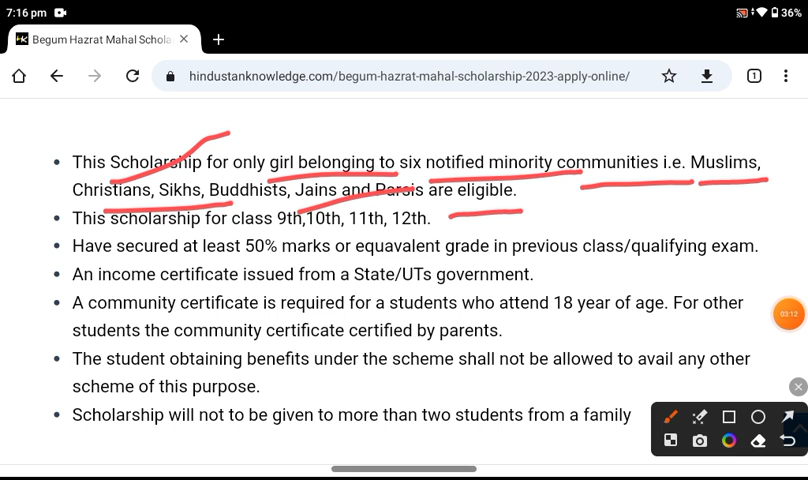 7:16 pm
36%
Begum Hazrat Mahal Schola
hindustanknowledge.com/begum-hazrat-mahal-scholarship-2023-apply-online/
1
This Scholarship for only girl belonging to six notified minority communities i.e. Muslims,
Christians, Sikhs, Buddhists, Jains and Parsis are eligible.
This scholarship for class 9th,10th, 11th, 12th.
Have secured at least 50% marks or equavalent grade in previous class/qualifying exam.
An income certificate issued from a State/UTs government.
A community certificate is required for a students who attend 18 year of age. For other
students the community certificate certified by parents.
03:12
The student obtaining benefits under the scheme shall not be allowed to avail any other
scheme of this purpose.
Scholarship will not to be given to more than two students from a family